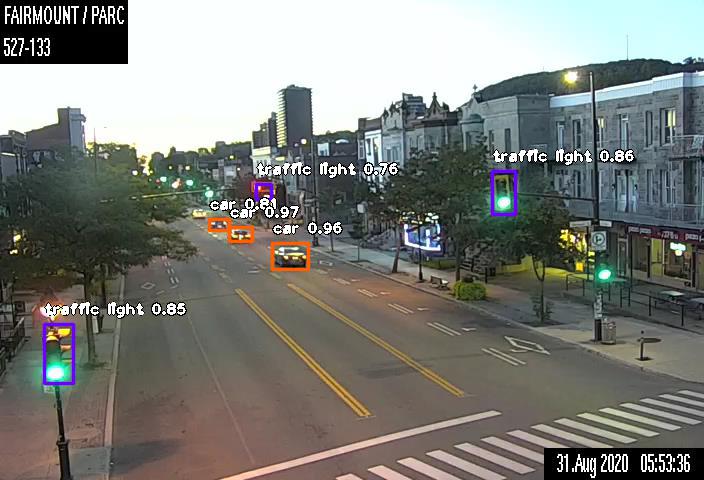 FAIRMOUNT / PARC
527-133
traffic light 0.76
traffic light 0.86
car 0.81
car 0.97
car 0.96
traffic light 0.85
31.Aug 2020 05:53:36